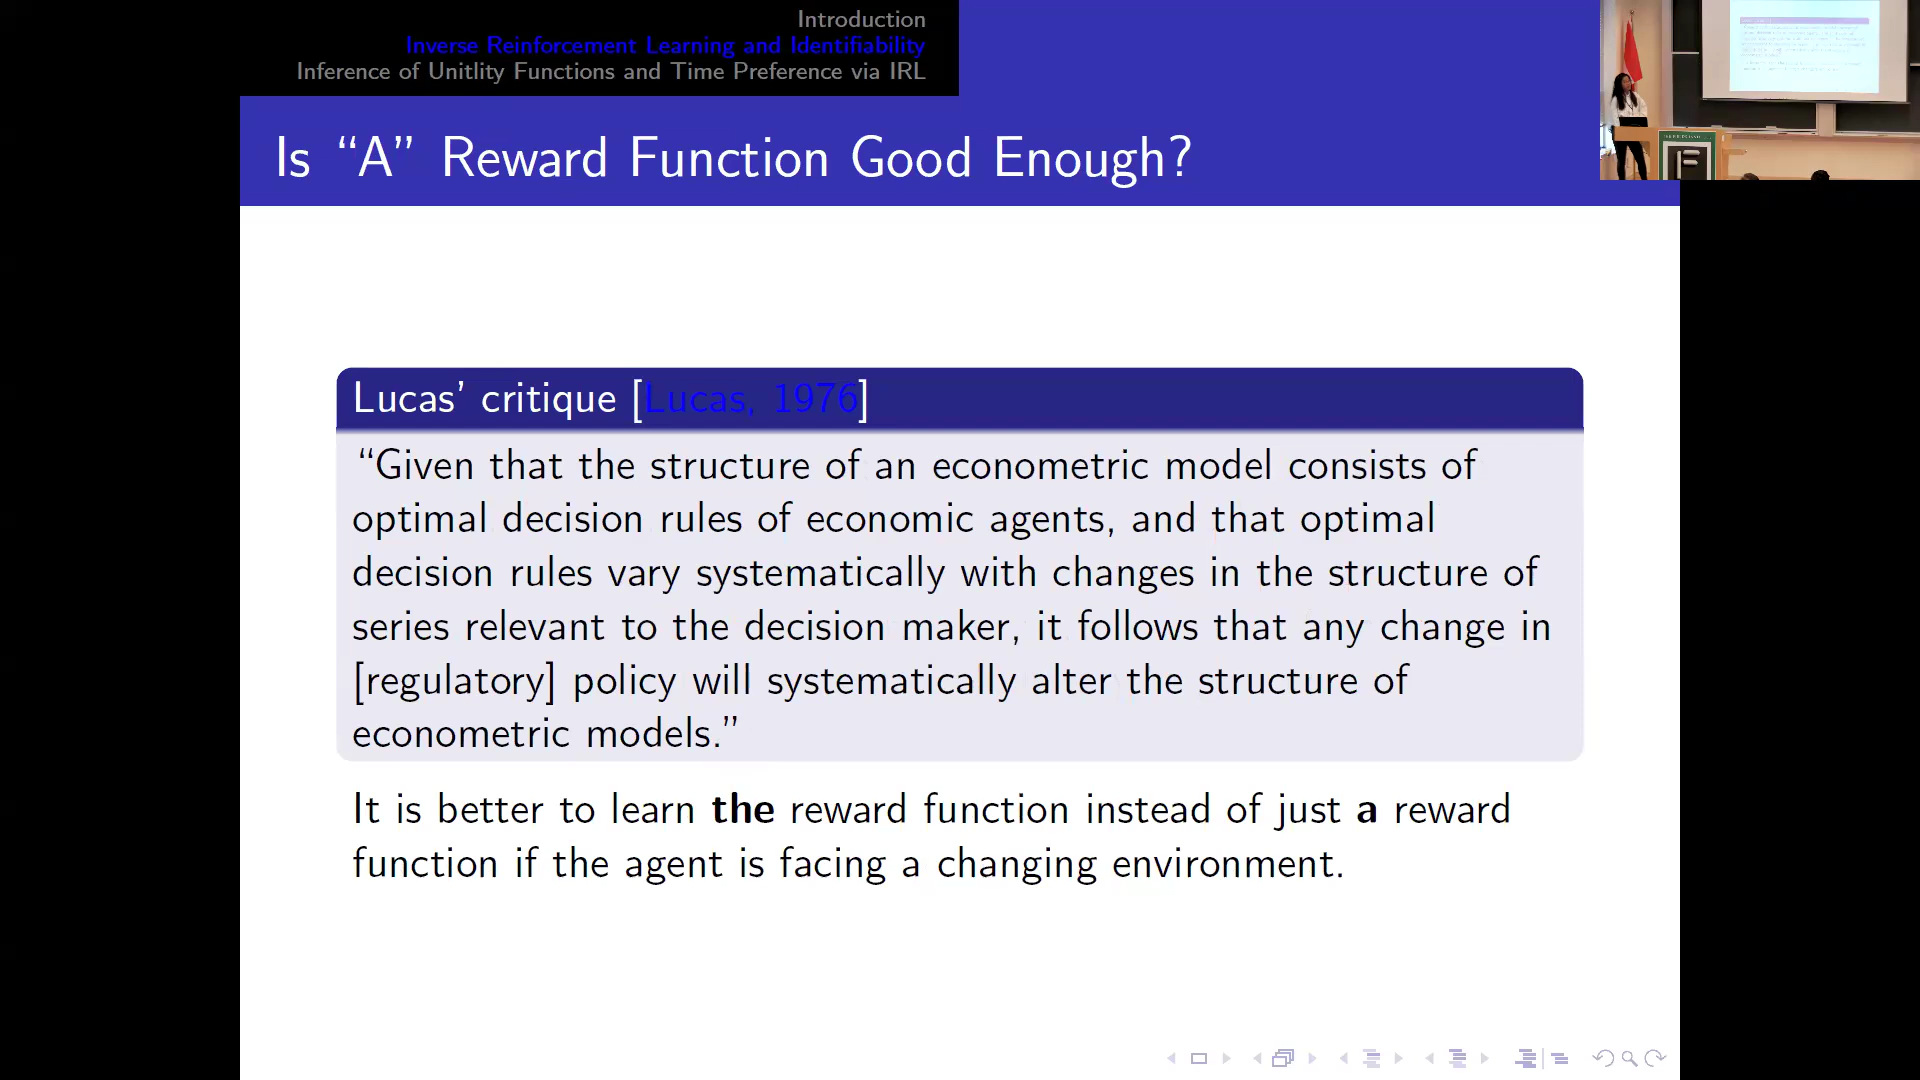 Introduction
Inverse Reinforcement Learning and Identifiability
Inference of Unitlity Functions and Time Preference via IRL
Is “A” Reward Function Good Enough?
Lucas’ critique [Lucas, 1976]
“Given that the structure of an econometric model consists of
optimal decision rules of economic agents, and that optimal
decision rules vary systematically with changes in the structure of
series relevant to the decision maker, it follows that any change in
[regulatory] policy will systematically alter the structure of
econometric models.”
It is better to learn the reward function instead of just a reward
function if the agent is facing a changing environment.